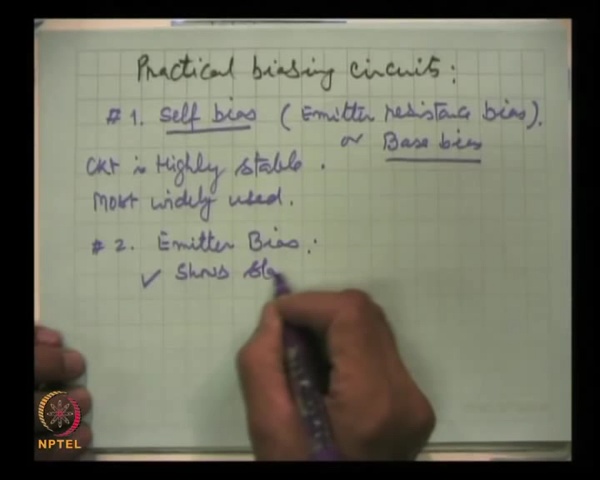 Practical biasing circuits:
# 1. Self bias (Emitter resistance bias).
or Base bias
CKT is Highly stable.
Most widely used.
# 2. Emitter Bias:
✓ Shows sta
NPTEL